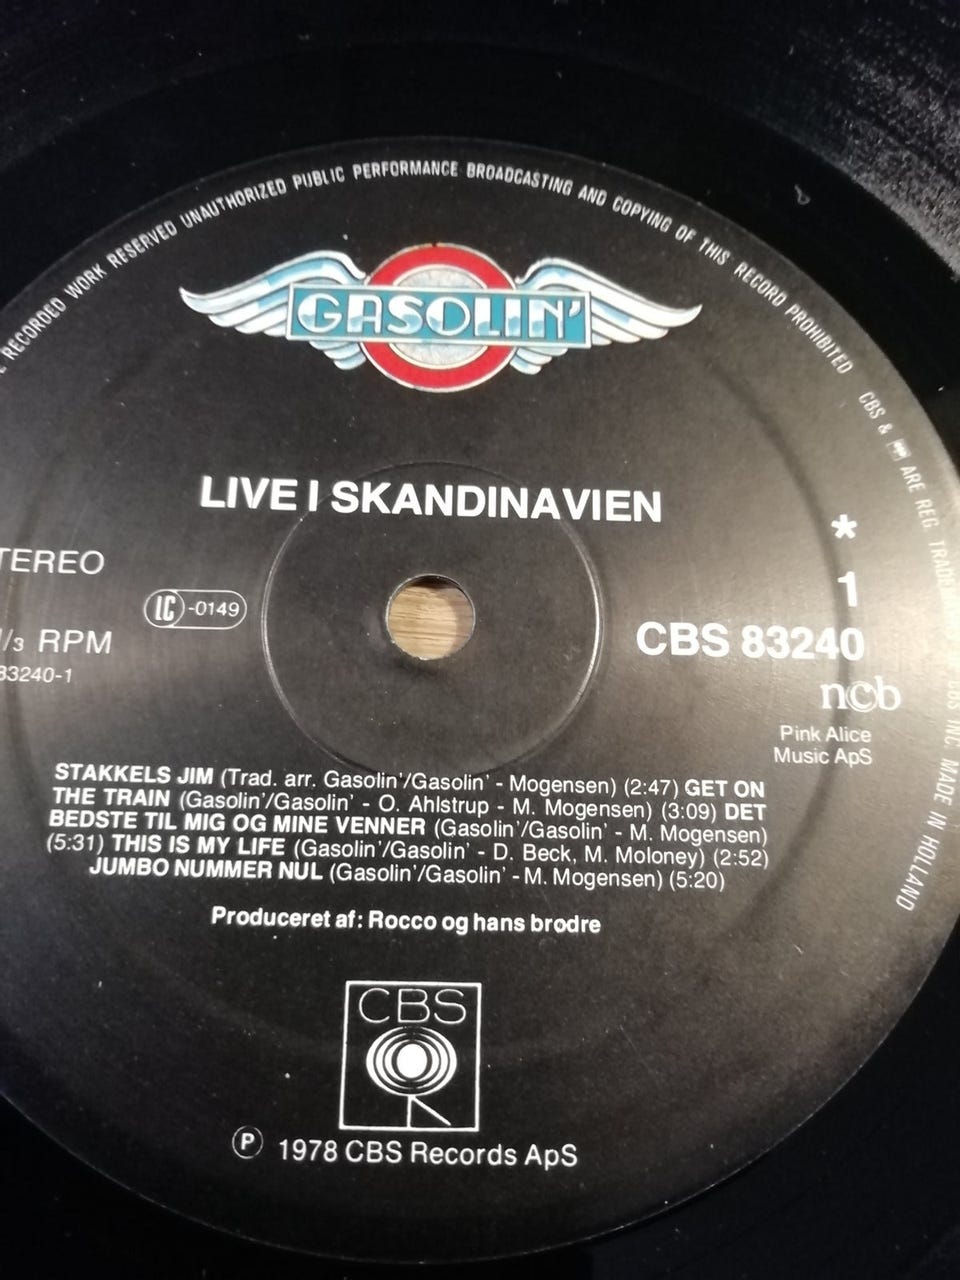 RECORDED WORK RESERVED UNAUTHORIZED PUBLIC PERFORMANCE BROADCASTING AND COPYING OF THIS RECORD PROHIBITED CBS & ARE REG. CBS INC. MADE IN HOLLAND
GASOLIN'
LIVE I SKANDINAVIEN
TEREO
LC-0149
/3 RPM
83240-1
*
1
CBS 83240
ncb
Pink Alice
Music ApS
STAKKELS JIM (Trad. arr. Gasolin'/Gasolin' - Mogensen) (2:47) GET ON
THE TRAIN (Gasolin'/Gasolin' - O. Ahlstrup - M. Mogensen) (3:09) DET
BEDSTE TIL MIG OG MINE VENNER (Gasolin'/Gasolin' - M. Mogensen)
(5:31) THIS IS MY LIFE (Gasolin'/Gasolin' - D. Beck, M. Moloney) (2:52)
JUMBO NUMMER NUL (Gasolin'/Gasolin' - M. Mogensen) (5:20)
Produceret af: Rocco og hans brødre
CBS
Ⓟ 1978 CBS Records ApS